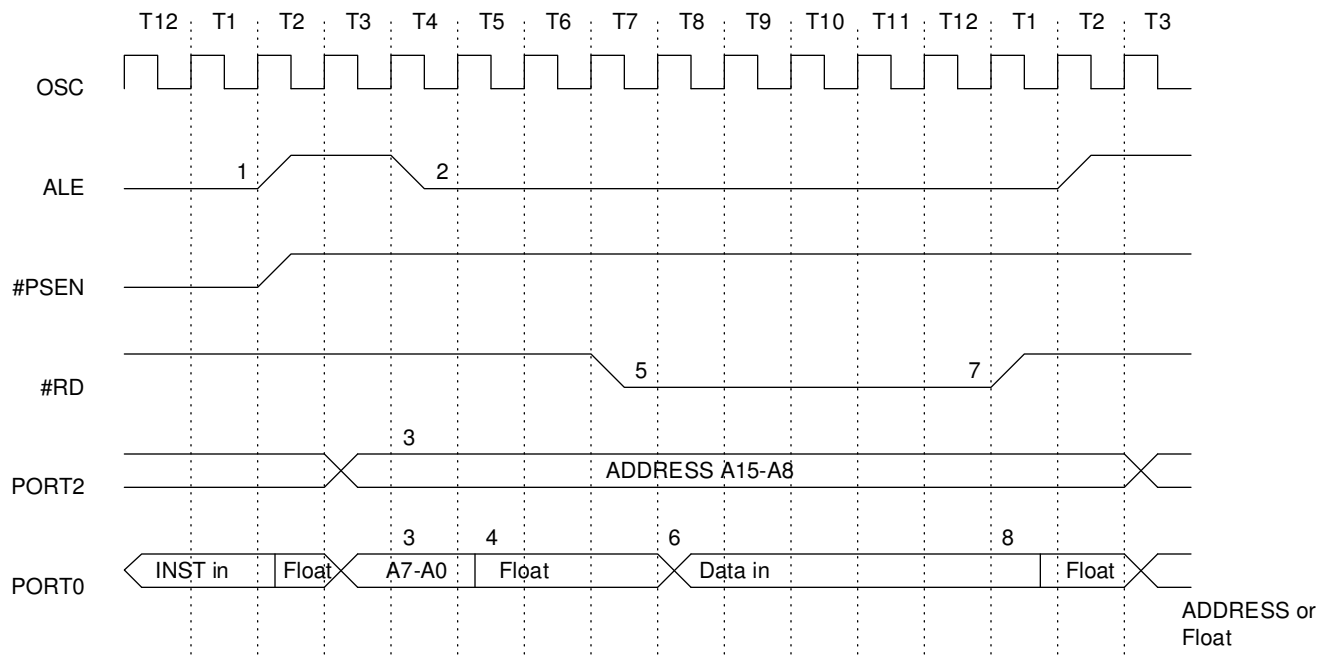 T12 T1 T2 T3 T4 T5 T6 T7 T8 T9 T10 T11 T12 T1 T2 T3
OSC
1 2
ALE
#PSEN
5 7
#RD
3
ADDRESS A15-A8
PORT2
3 4 6 8
INST in Float A7-A0 Float Data in Float
PORT0
ADDRESS or
Float